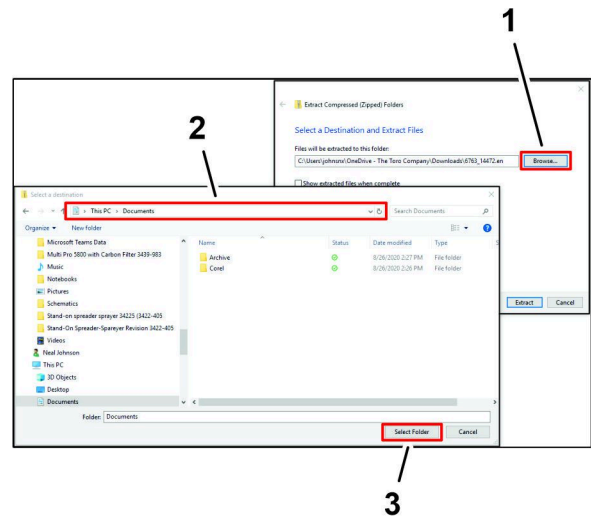 1
Extract Compressed (Zipped) Folders
2
Select a Destination and Extract Files
Files will be extracted to this folder:
C:\Users\johnsnx\OneDrive - The Toro Company\Downloads\6763_14472.en
Browse...
Show extracted files when complete
Select a destination
This PC › Documents
Search Documents
Organize
New folder
Microsoft Teams Data
Multi Pro 5800 with Carbon Filter 3439-983
Music
Notebooks
Pictures
Schematics
Stand-on spreader sprayer 34225 (3422-405
Stand-On Spreader-Spareyer Revision 3422-405
Videos
Neal Johnson
This PC
3D Objects
Desktop
Documents
Name Status Date modified Type S
Archive 8/26/2020 2:27 PM File folder
Corel 8/26/2020 2:26 PM File folder
Extract Cancel
Folder: Documents
Select Folder Cancel
3